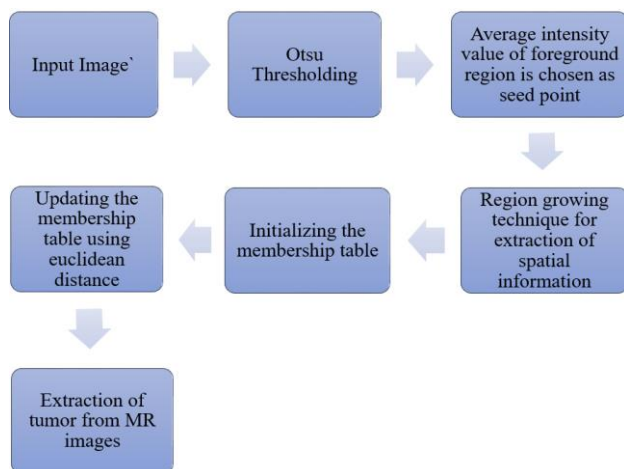 Input Image`
Otsu
Thresholding
Average intensity
value of foreground
region is chosen as
seed point
Region growing
technique for
extraction of
spatial
information
Initializing the
membership table
Updating the
membership
table using
euclidean
distance
Extraction of
tumor from MR
images